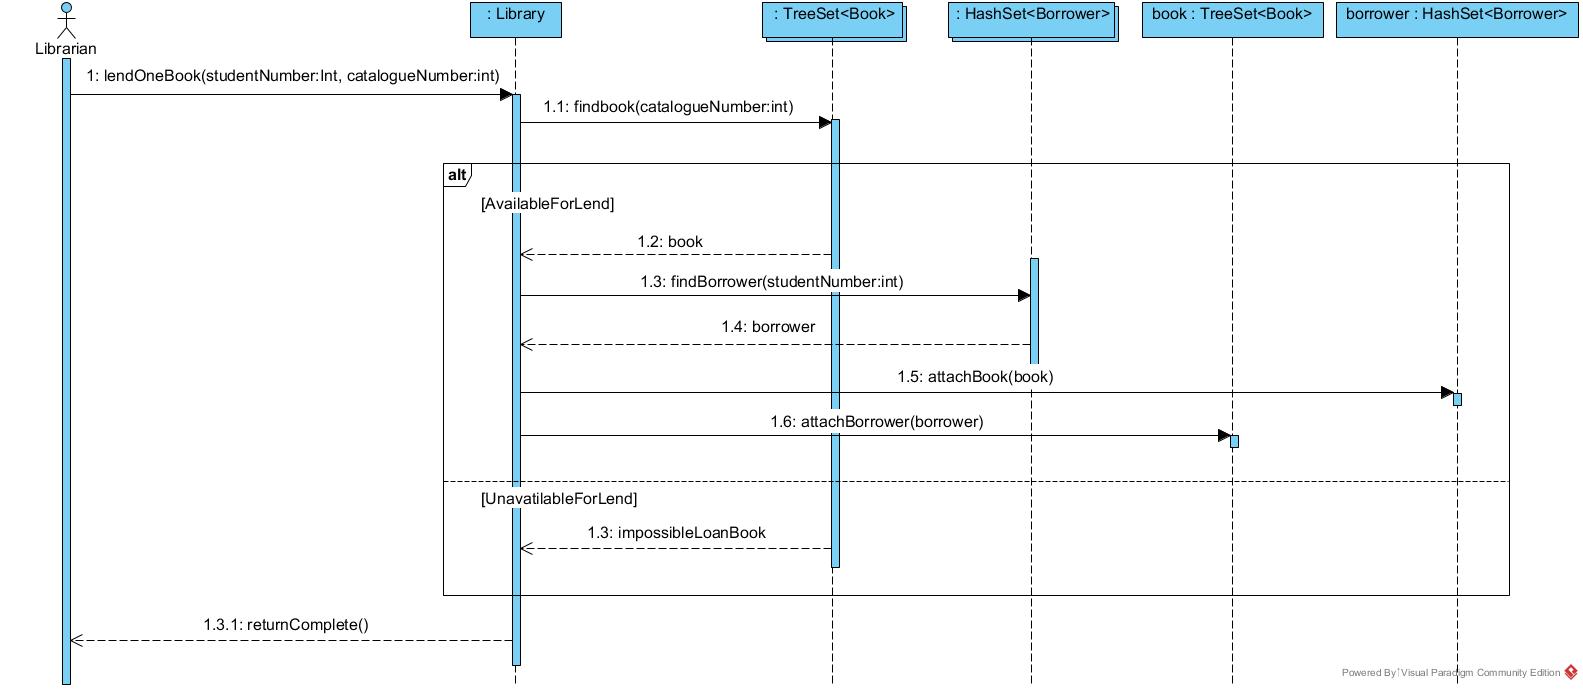 : Library
: TreeSet<Book>
: HashSet<Borrower>
book : TreeSet<Book>
borrower : HashSet<Borrower>
Librarian
1: lendOneBook(studentNumber:Int, catalogueNumber:int)
1.1: findbook(catalogueNumber:int)
alt
[AvailableForLend]
1.2: book
1.3: findBorrower(studentNumber:int)
1.4: borrower
1.5: attachBook(book)
1.6: attachBorrower(borrower)
[UnavatilableForLend]
1.3: impossibleLoanBook
1.3.1: returnComplete()
Powered By Visual Paradigm Community Edition